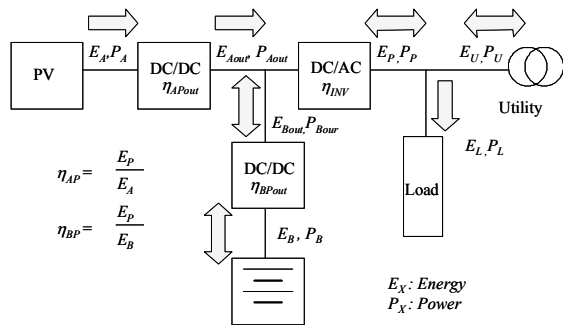 E_A, P_A
E_Aout, P_Aout
E_P, P_P
E_U, P_U
PV
DC/DC
η_APout
DC/AC
η_INV
Utility
E_Bout, P_Bour
E_L, P_L
η_AP = E_P / E_A
DC/DC
η_BPout
Load
η_BP = E_P / E_B
E_B, P_B
E_X : Energy
P_X : Power